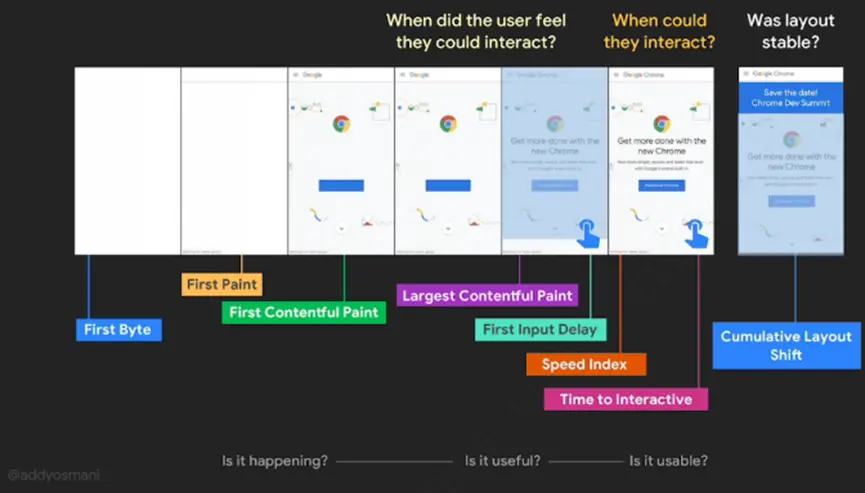 When did the user feel
they could interact?
When could
they interact?
Was layout
stable?
Google
Google
Google Chrome
Google Chrome
Google Chrome
Save the date!
Chrome Dev Summit
Get more done with the
new Chrome
Get more done with the
new Chrome
Get more done with the
new Chrome
First Paint
First Contentful Paint
First Byte
Largest Contentful Paint
First Input Delay
Speed Index
Time to Interactive
Cumulative Layout
Shift
Is it happening?
Is it useful?
Is it usable?
@addyosmani